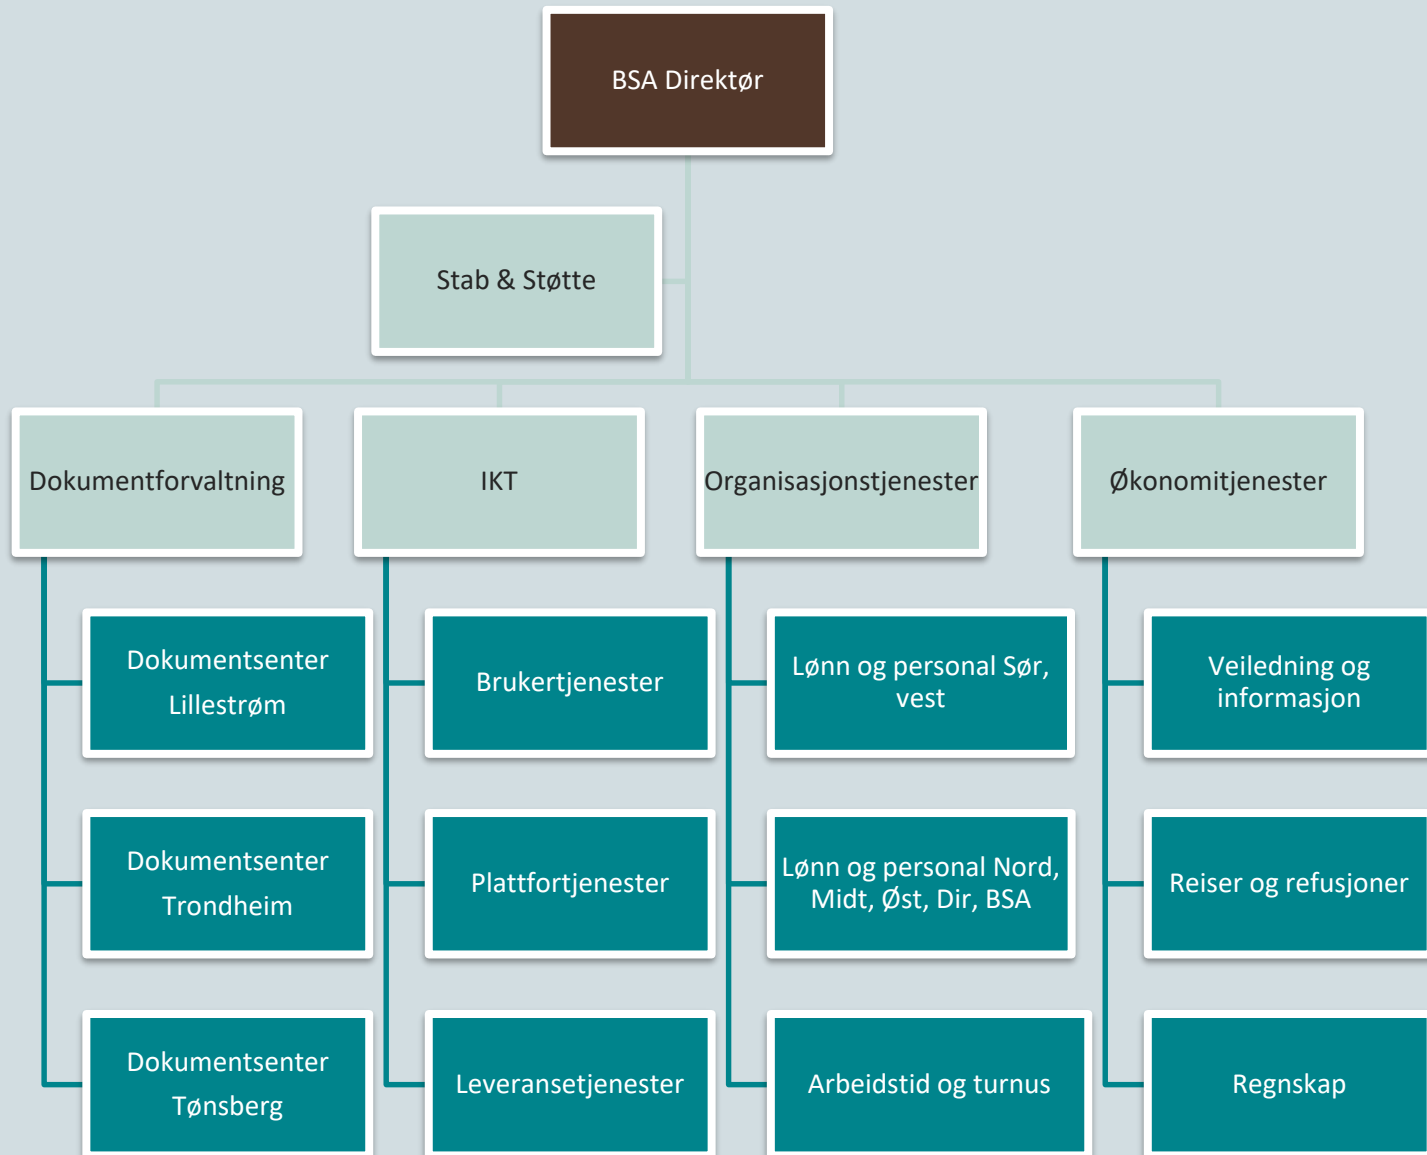 BSA Direktør
Stab & Støtte
Dokumentforvaltning
IKT
Organisasjonstjenester
Økonomitjenester
Dokumentsenter
Lillestrøm
Brukertjenester
Lønn og personal Sør,
vest
Veiledning og
informasjon
Dokumentsenter
Trondheim
Plattfortjenester
Lønn og personal Nord,
Midt, Øst, Dir, BSA
Reiser og refusjoner
Dokumentsenter
Tønsberg
Leveransetjenester
Arbeidstid og turnus
Regnskap